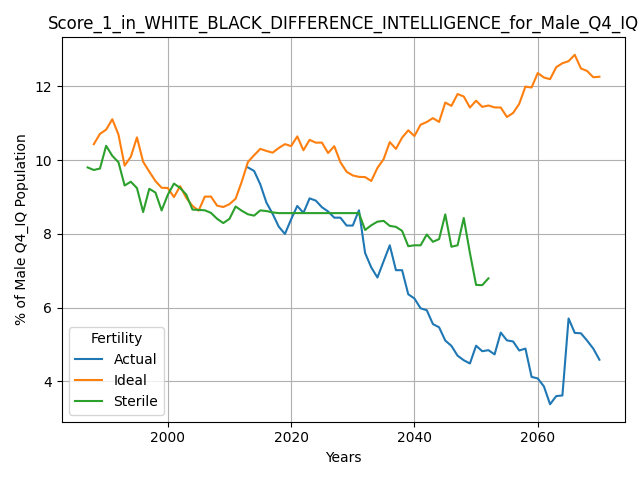 Score_1_in_WHITE_BLACK_DIFFERENCE_INTELLIGENCE_for_Male_Q4_IQ
% of Male Q4_IQ Population
12
10
8
6
4
Fertility
Actual
Ideal
Sterile
2000
2020
2040
2060
Years